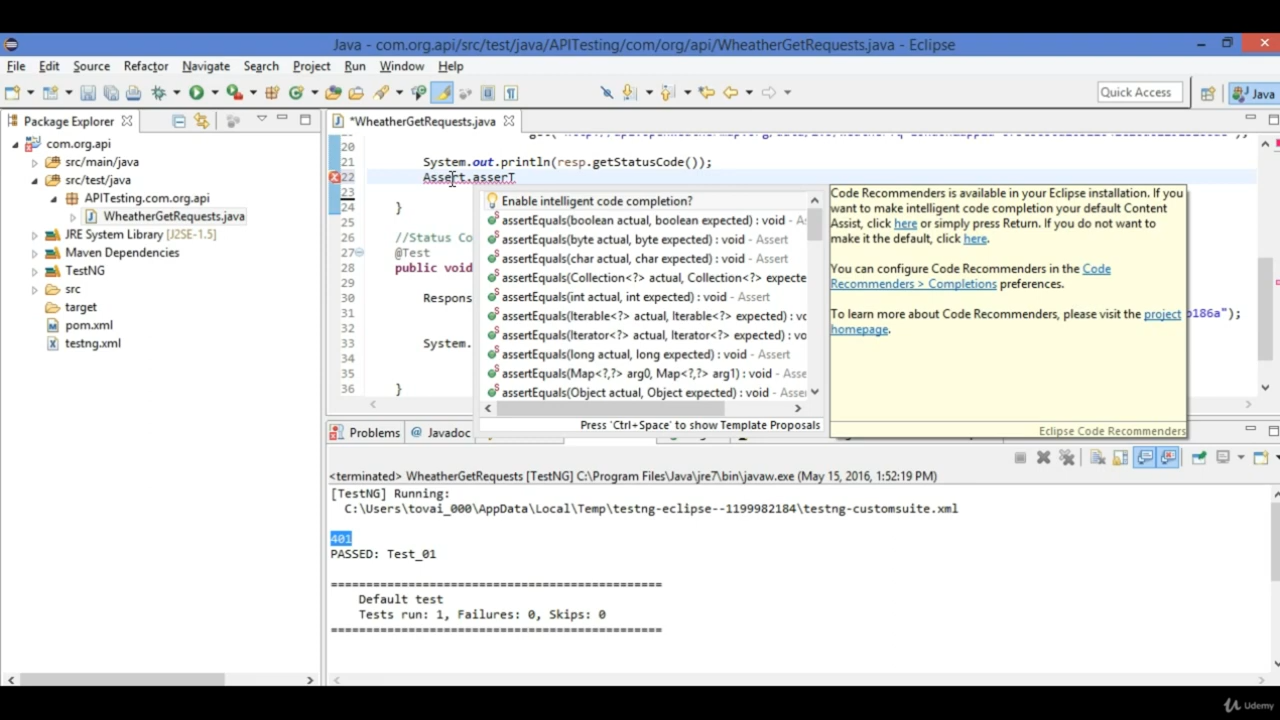 Java - com.org.api/src/test/java/APITesting/com/org/api/WheatherGetRequests.java - Eclipse
File Edit Source Refactor Navigate Search Project Run Window Help
Quick Access Java
Package Explorer
com.org.api
src/main/java
src/test/java
APITesting.com.org.api
WheatherGetRequests.java
JRE System Library [J2SE-1.5]
Maven Dependencies
TestNG
src
target
pom.xml
testng.xml
*WheatherGetRequests.java
20
21 System.out.println(resp.getStatusCode());
22 Assert.asserT
23
24 }
25
26 //Status Co
27 @Test
28 public void
29
30 Respons
31 b186a");
32
33 System.
34
35
36 }
Enable intelligent code completion?
assertEquals(boolean actual, boolean expected) : void - As
assertEquals(byte actual, byte expected) : void - Assert
assertEquals(char actual, char expected) : void - Assert
assertEquals(Collection<?> actual, Collection<?> expecte
assertEquals(int actual, int expected) : void - Assert
assertEquals(Iterable<?> actual, Iterable<?> expected) : vo
assertEquals(Iterator<?> actual, Iterator<?> expected) : vo
assertEquals(long actual, long expected) : void - Assert
assertEquals(Map<?,?> arg0, Map<?,?> arg1) : void - Asse
assertEquals(Object actual, Object expected) : void - Asse
Press 'Ctrl+Space' to show Template Proposals
Code Recommenders is available in your Eclipse installation. If you
want to make intelligent code completion your default Content
Assist, click here or simply press Return. If you do not want to
make it the default, click here.
You can configure Code Recommenders in the Code
Recommenders > Completions preferences.
To learn more about Code Recommenders, please visit the project
homepage.
Eclipse Code Recommenders
Problems @ Javadoc
<terminated> WheatherGetRequests [TestNG] C:\Program Files\Java\jre7\bin\javaw.exe (May 15, 2016, 1:52:19 PM)
[TestNG] Running:
C:\Users\tovai_000\AppData\Local\Temp\testng-eclipse--1199982184\testng-customsuite.xml
401
PASSED: Test_01
===============================================
Default test
Tests run: 1, Failures: 0, Skips: 0
===============================================
Udemy